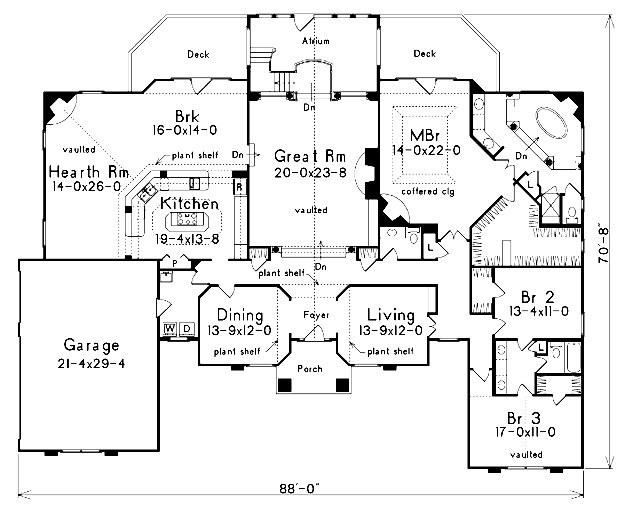 Deck
Atrium
Deck
Dn
Brk
16-0x14-0
MBr
14-0x22-0
coffered clg
vaulted
plant shelf
Dn
Great Rm
20-0x23-8
vaulted
Dn
L
Hearth Rm
14-0x26-0
R
Kitchen
19-4x13-8
P
L
Dn
plant shelf
70'-8"
Garage
21-4x29-4
W D
Dining
13-9x12-0
plant shelf
Foyer
Living
13-9x12-0
plant shelf
Br 2
13-4x11-0
L
Porch
Br 3
17-0x11-0
vaulted
88'-0"